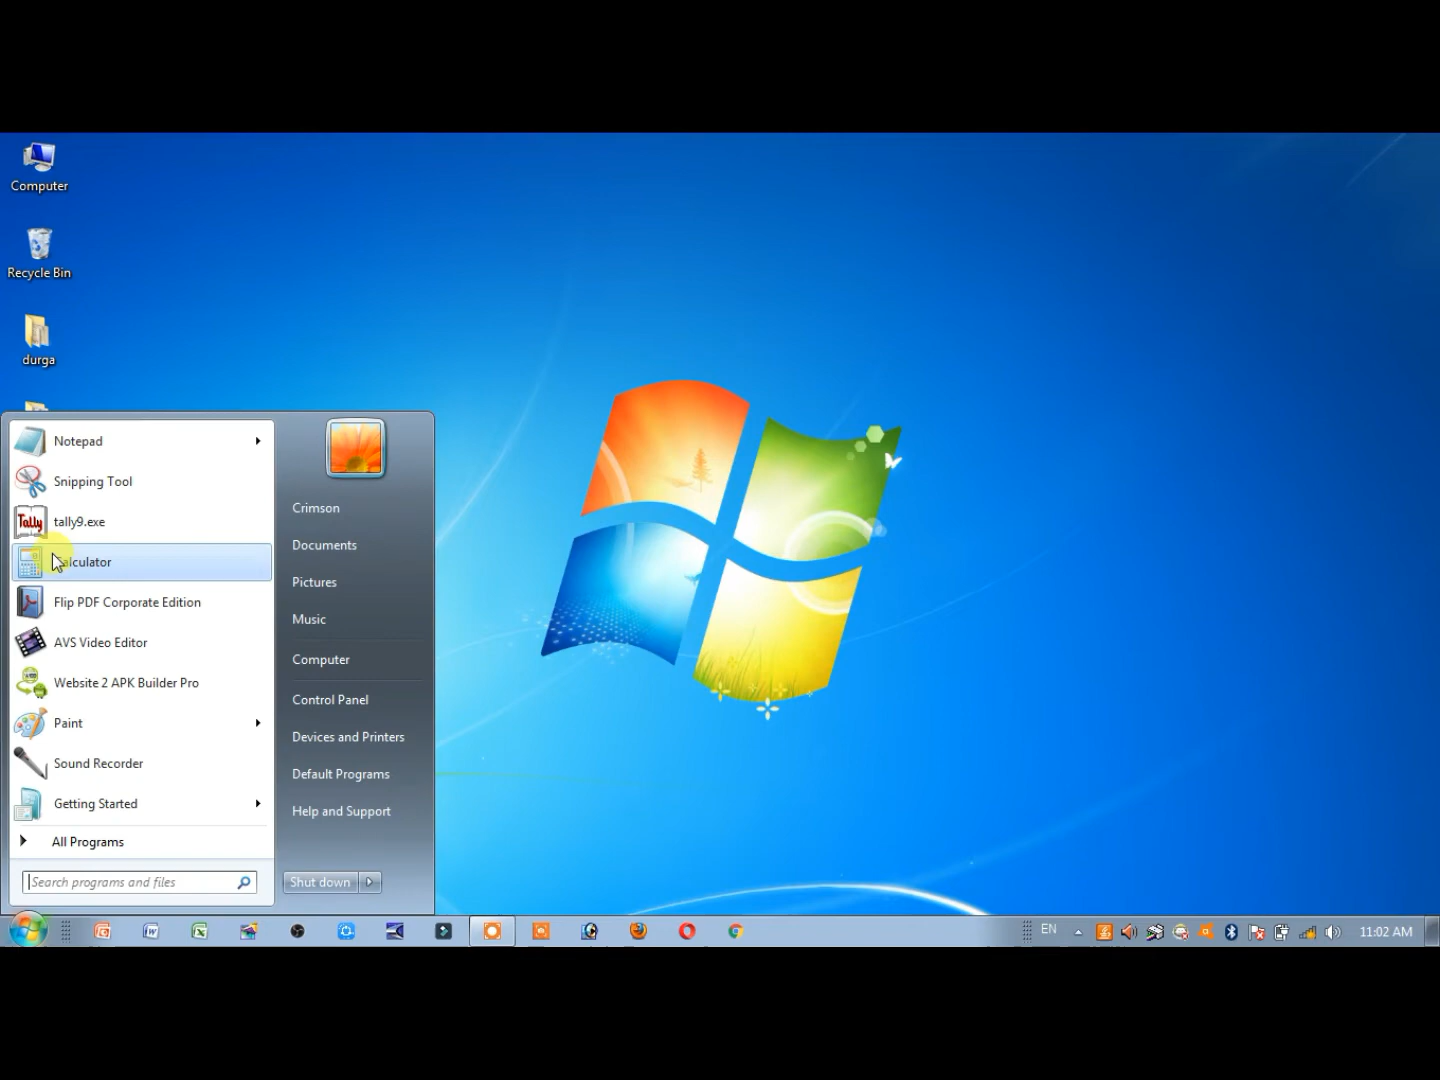 Computer
Recycle Bin
durga
Notepad
Snipping Tool
Tally
tally9.exe
Calculator
Flip PDF Corporate Edition
AVS Video Editor
Website 2 APK Builder Pro
Paint
Sound Recorder
Getting Started
All Programs
Search programs and files
Crimson
Documents
Pictures
Music
Computer
Control Panel
Devices and Printers
Default Programs
Help and Support
Shut down
EN
11:02 AM